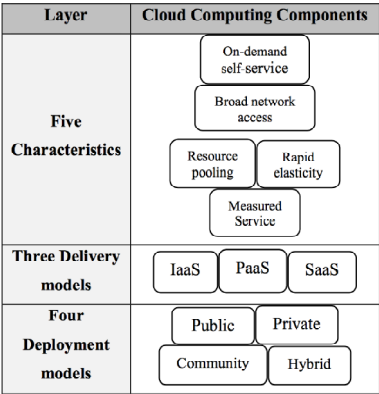 Layer
Cloud Computing Components
Five
Characteristics
On-demand
self-service
Broad network
access
Resource
pooling
Rapid
elasticity
Measured
Service
Three Delivery
models
IaaS
PaaS
SaaS
Four
Deployment
models
Public
Private
Community
Hybrid